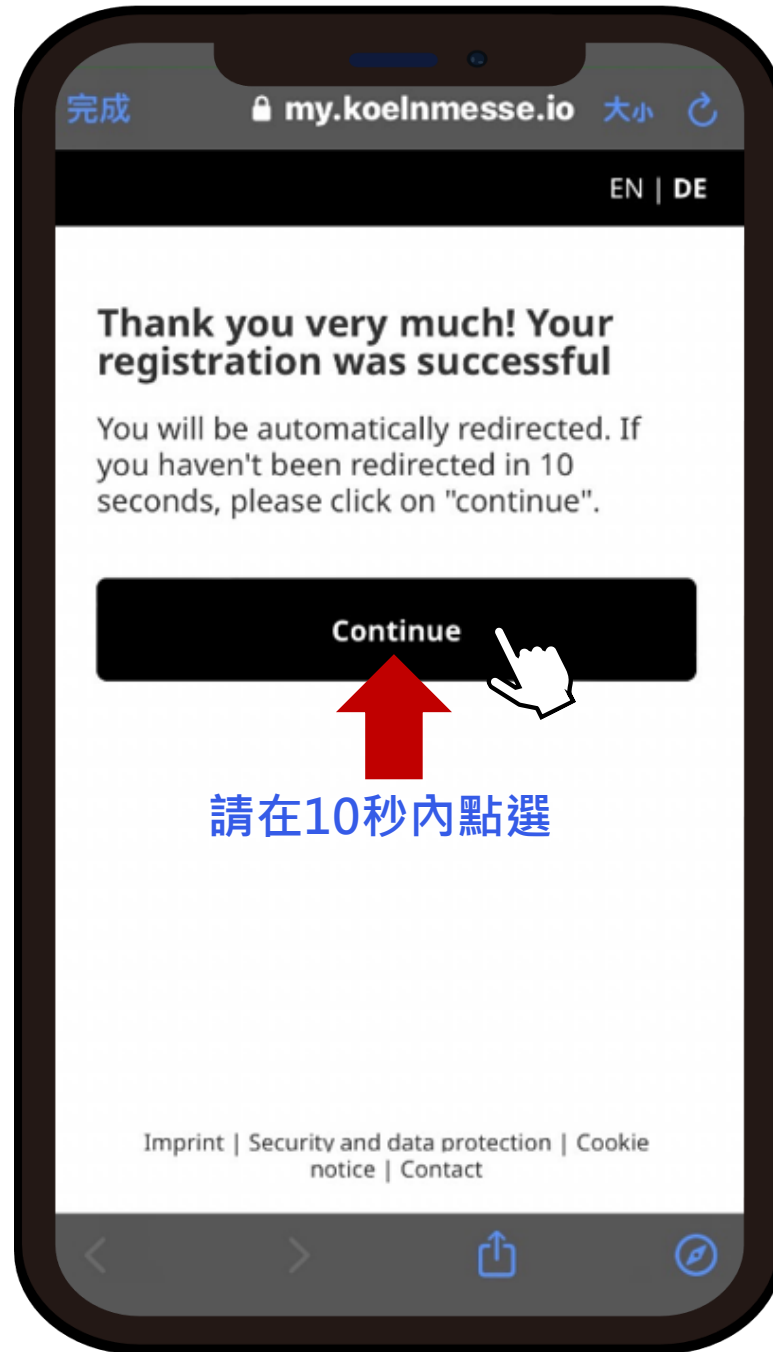 完成 my.koelnmesse.io 大小
EN | DE
Thank you very much! Your
registration was successful
You will be automatically redirected. If
you haven't been redirected in 10
seconds, please click on "continue".
Continue
請在10秒內點選
Imprint | Security and data protection | Cookie
notice | Contact